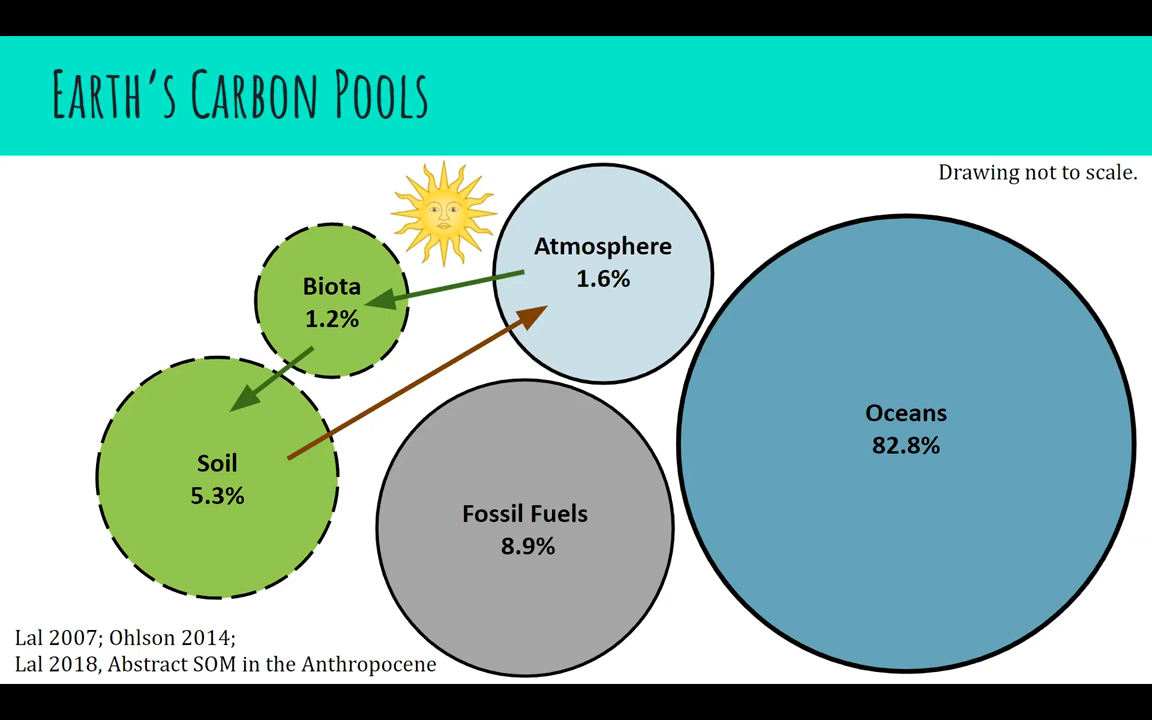 Earth's Carbon Pools
Drawing not to scale.
Atmosphere
1.6%
Biota
1.2%
Oceans
82.8%
Soil
5.3%
Fossil Fuels
8.9%
Lal 2007; Ohlson 2014;
Lal 2018, Abstract SOM in the Anthropocene